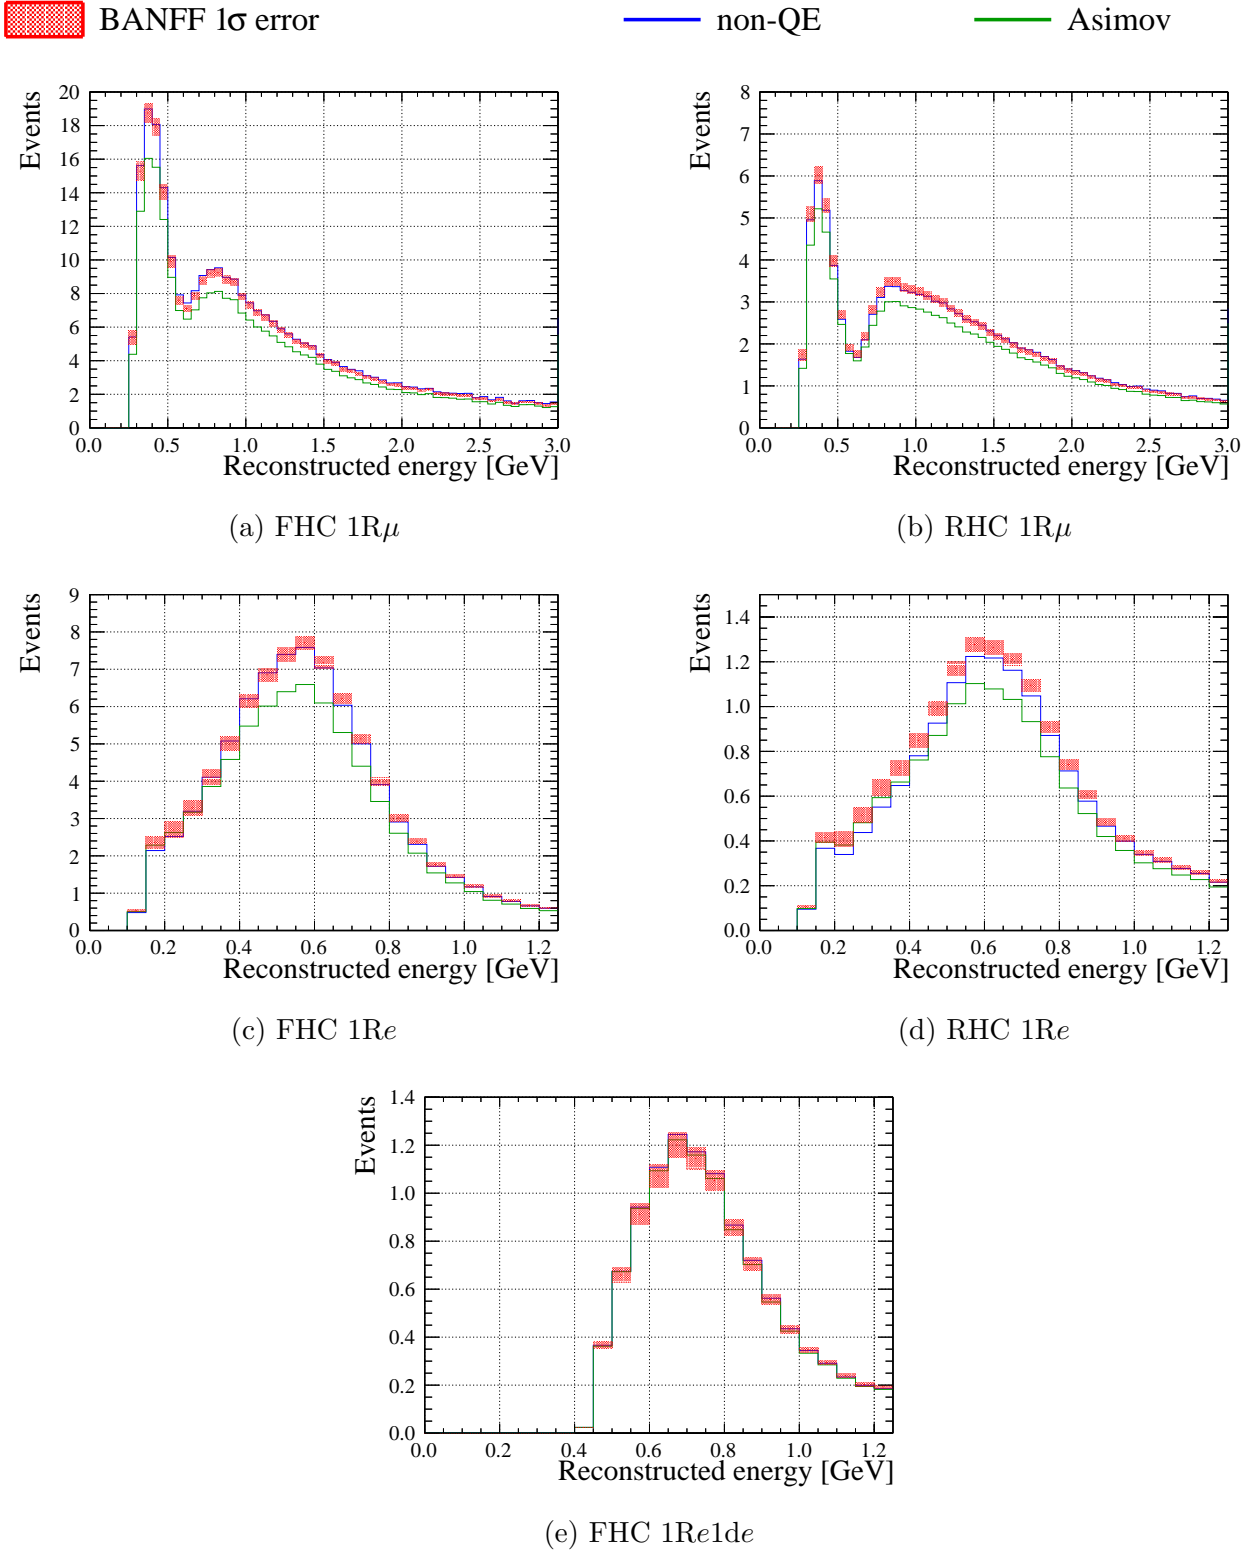 BANFF 1σ error non-QE Asimov
Events
20
18
16
14
12
10
8
6
4
2
0
0.0 0.5 1.0 1.5 2.0 2.5 3.0
Reconstructed energy [GeV]
(a) FHC 1Rμ
Events
8
7
6
5
4
3
2
1
0
0.0 0.5 1.0 1.5 2.0 2.5 3.0
Reconstructed energy [GeV]
(b) RHC 1Rμ
Events
9
8
7
6
5
4
3
2
1
0
0.0 0.2 0.4 0.6 0.8 1.0 1.2
Reconstructed energy [GeV]
(c) FHC 1Re
Events
1.4
1.2
1.0
0.8
0.6
0.4
0.2
0.0
0.0 0.2 0.4 0.6 0.8 1.0 1.2
Reconstructed energy [GeV]
(d) RHC 1Re
Events
1.4
1.2
1.0
0.8
0.6
0.4
0.2
0.0
0.0 0.2 0.4 0.6 0.8 1.0 1.2
Reconstructed energy [GeV]
(e) FHC 1Re1de